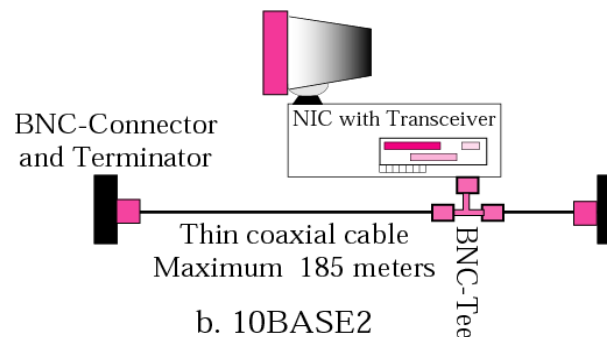 NIC with Transceiver
BNC-Connector
and Terminator
Thin coaxial cable
Maximum 185 meters
BNC-Tee
b. 10BASE2